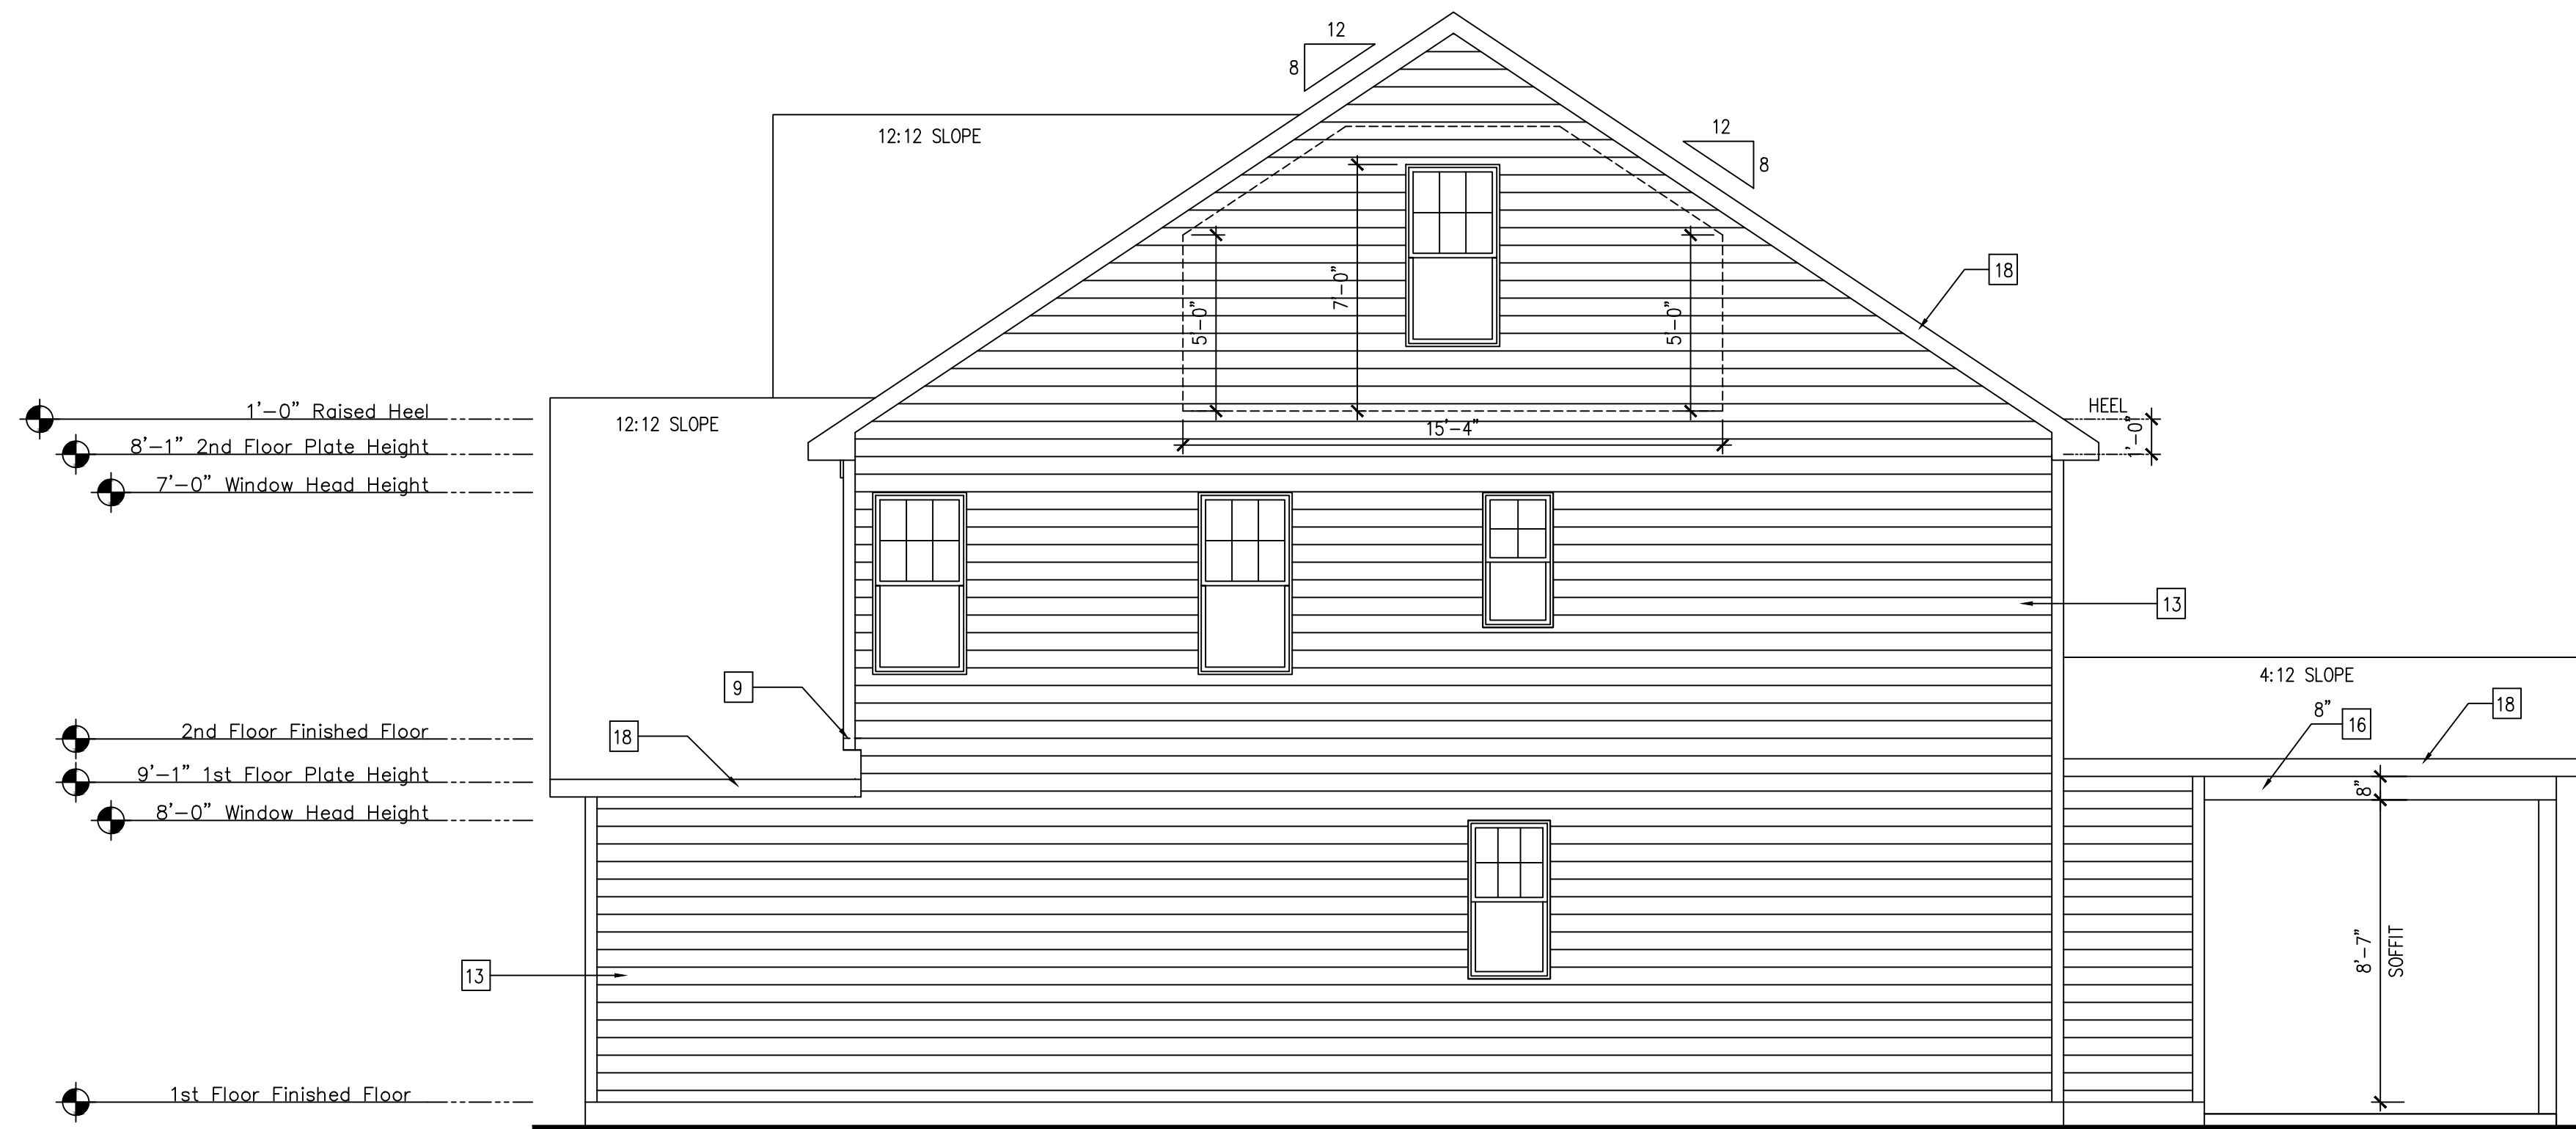 12
8
12:12 SLOPE
12
8
18
7'-0"
5'-0"
5'-0"
HEEL
1'-0"
1'-0" Raised Heel
12:12 SLOPE
15'-4"
8'-1" 2nd Floor Plate Height
7'-0" Window Head Height
13
4:12 SLOPE
9
18
8"
16
18
2nd Floor Finished Floor
9'-1" 1st Floor Plate Height
8"
8'-0" Window Head Height
8'-7"
SOFFIT
13
1st Floor Finished Floor